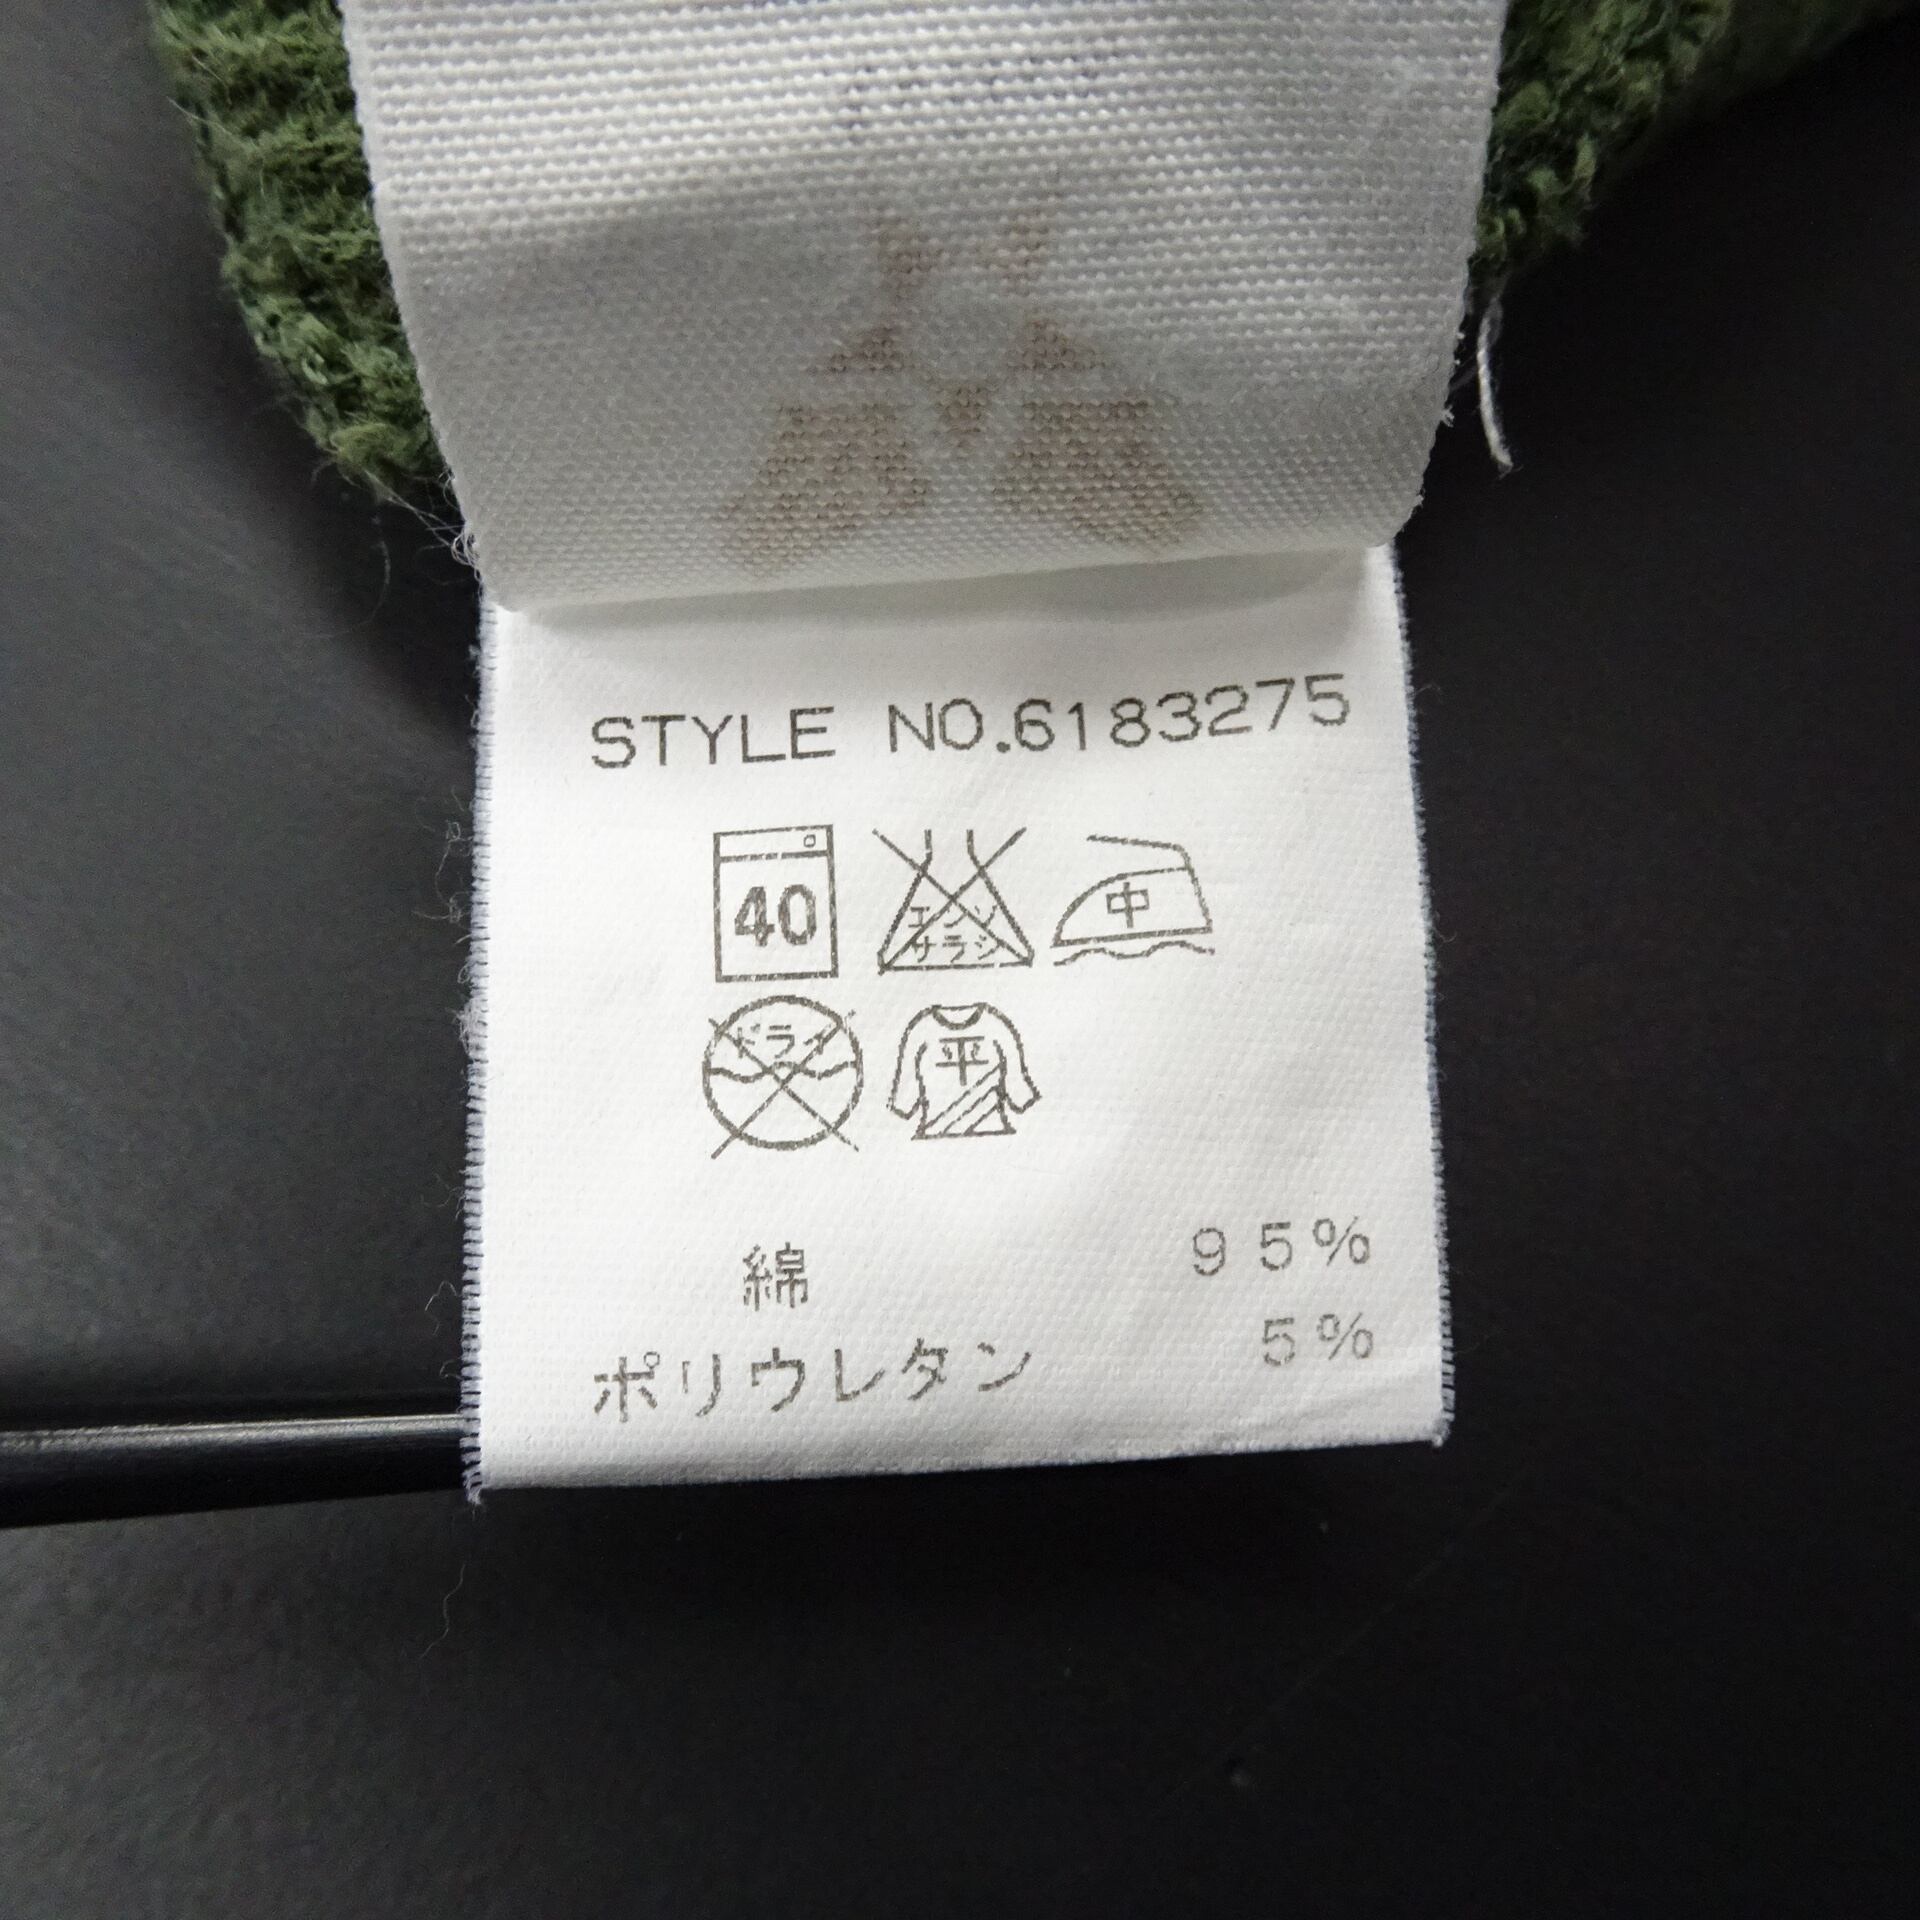 STYLE NO.6183275
40
エンソ
サラシ
中
ドライ
平
綿 95%
ポリウレタン 5%